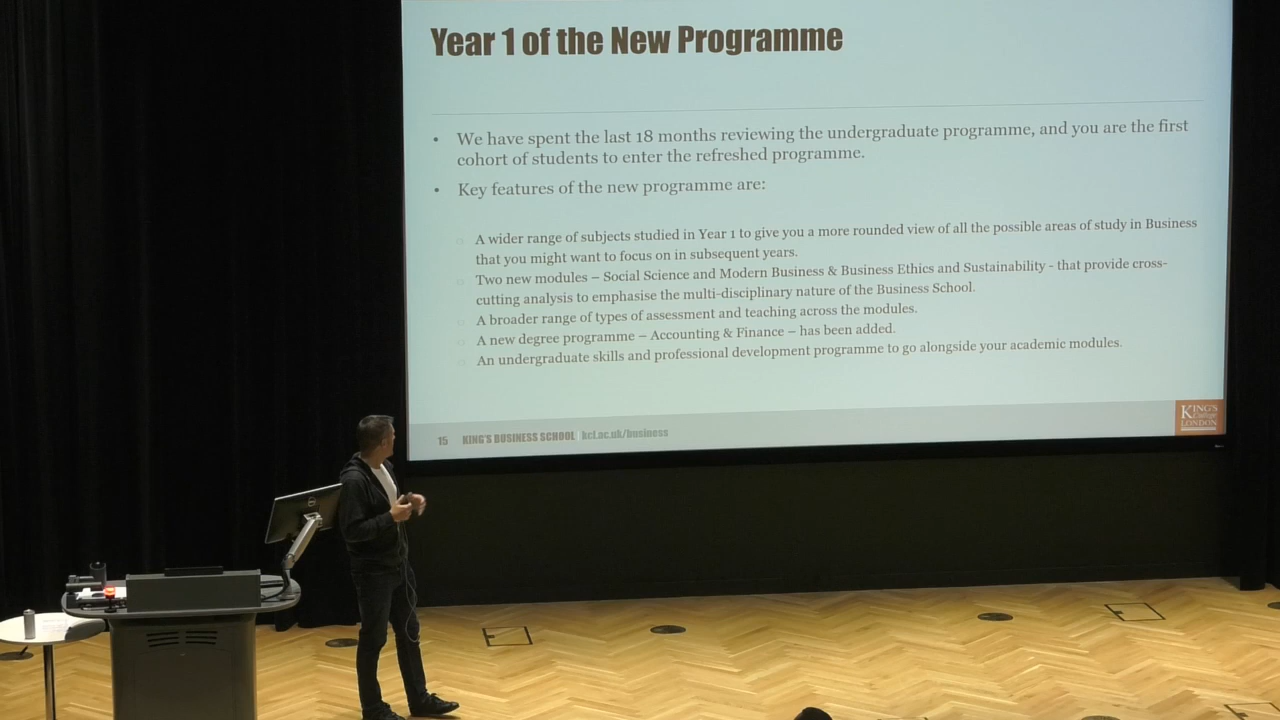 Year 1 of the New Programme
• We have spent the last 18 months reviewing the undergraduate programme, and you are the first
cohort of students to enter the refreshed programme.
• Key features of the new programme are:
A wider range of subjects studied in Year 1 to give you a more rounded view of all the possible areas of study in Business
that you might want to focus on in subsequent years.
Two new modules – Social Science and Modern Business & Business Ethics and Sustainability - that provide cross-
cutting analysis to emphasise the multi-disciplinary nature of the Business School.
A broader range of types of assessment and teaching across the modules.
A new degree programme – Accounting & Finance – has been added.
An undergraduate skills and professional development programme to go alongside your academic modules.
15 KING'S BUSINESS SCHOOL | kcl.ac.uk/business
KING'S
College
LONDON